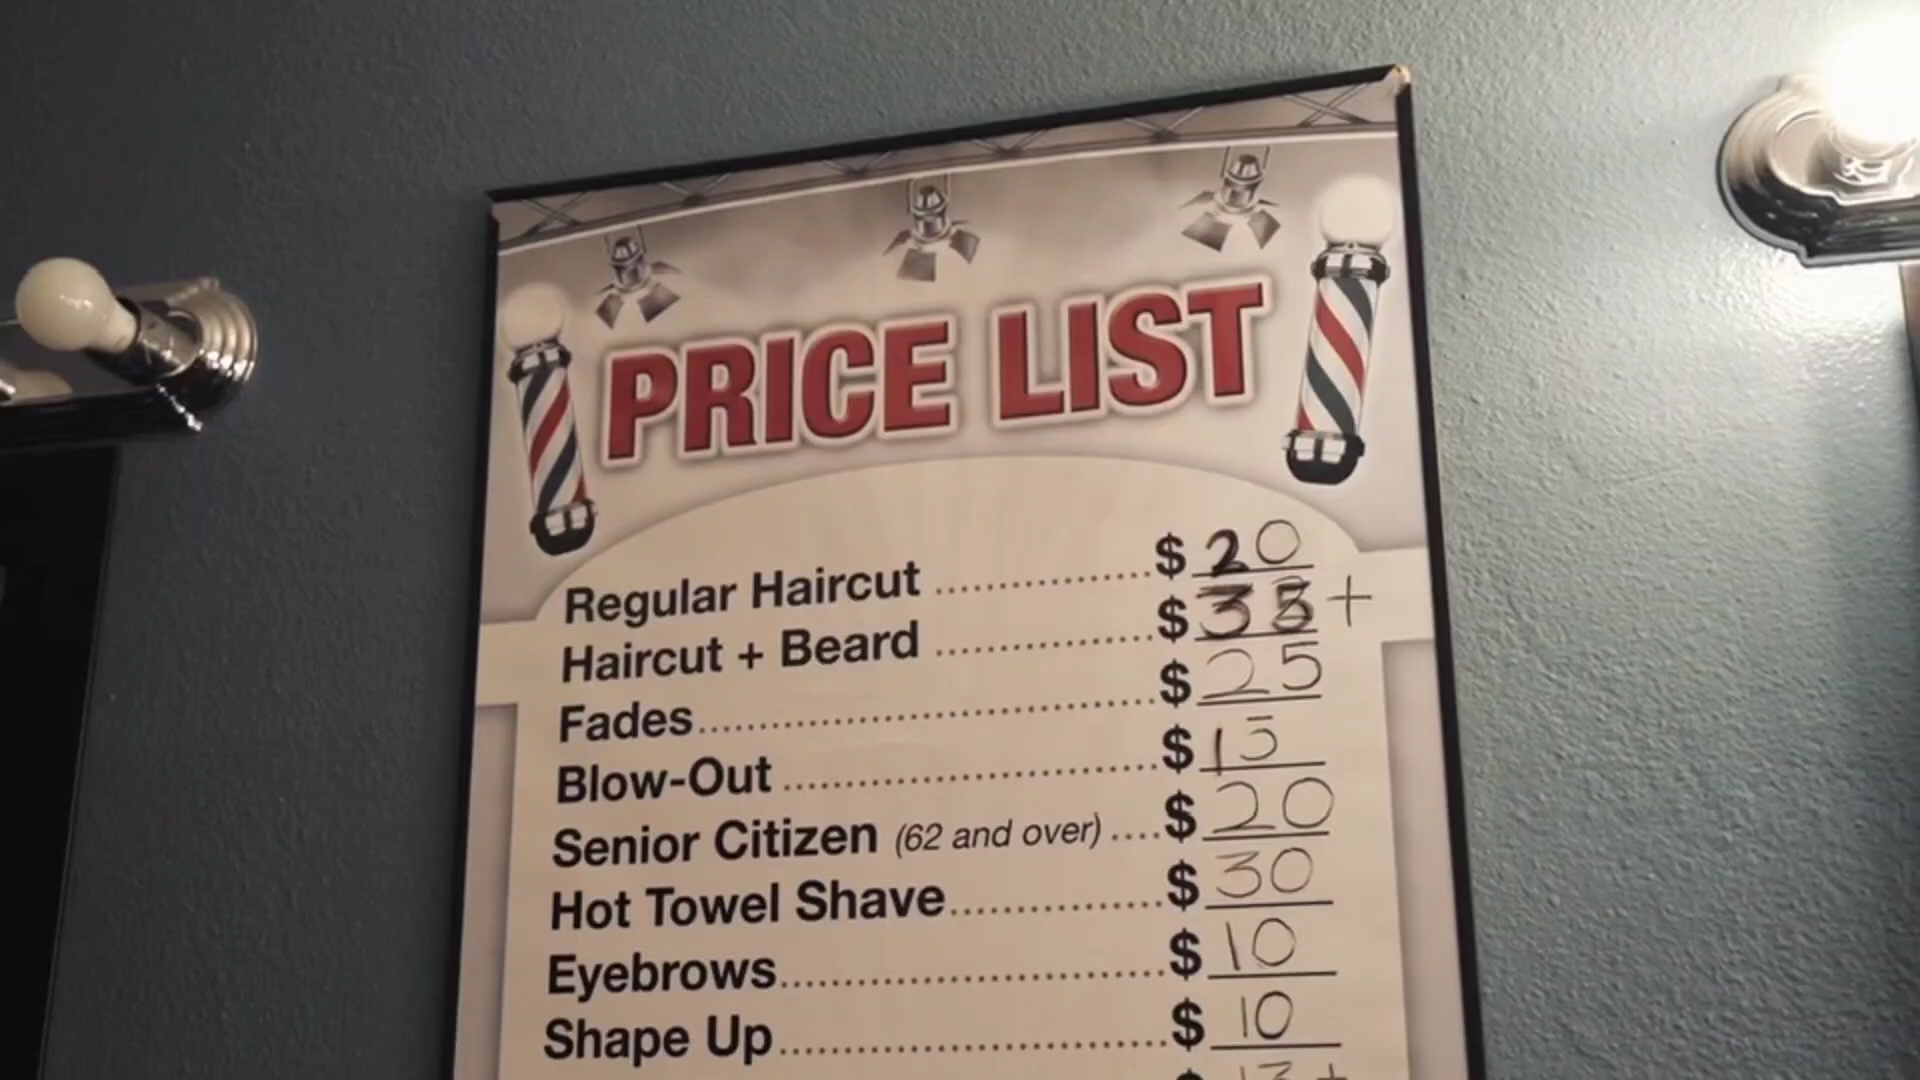 PRICE LIST
Regular Haircut ................. $ 20
Haircut + Beard ................. $ 35+
Fades................................... $ 25
Blow-Out ............................. $ 15
Senior Citizen (62 and over) .... $ 20
Hot Towel Shave................ $ 30
Eyebrows............................. $ 10
Shape Up............................. $ 10